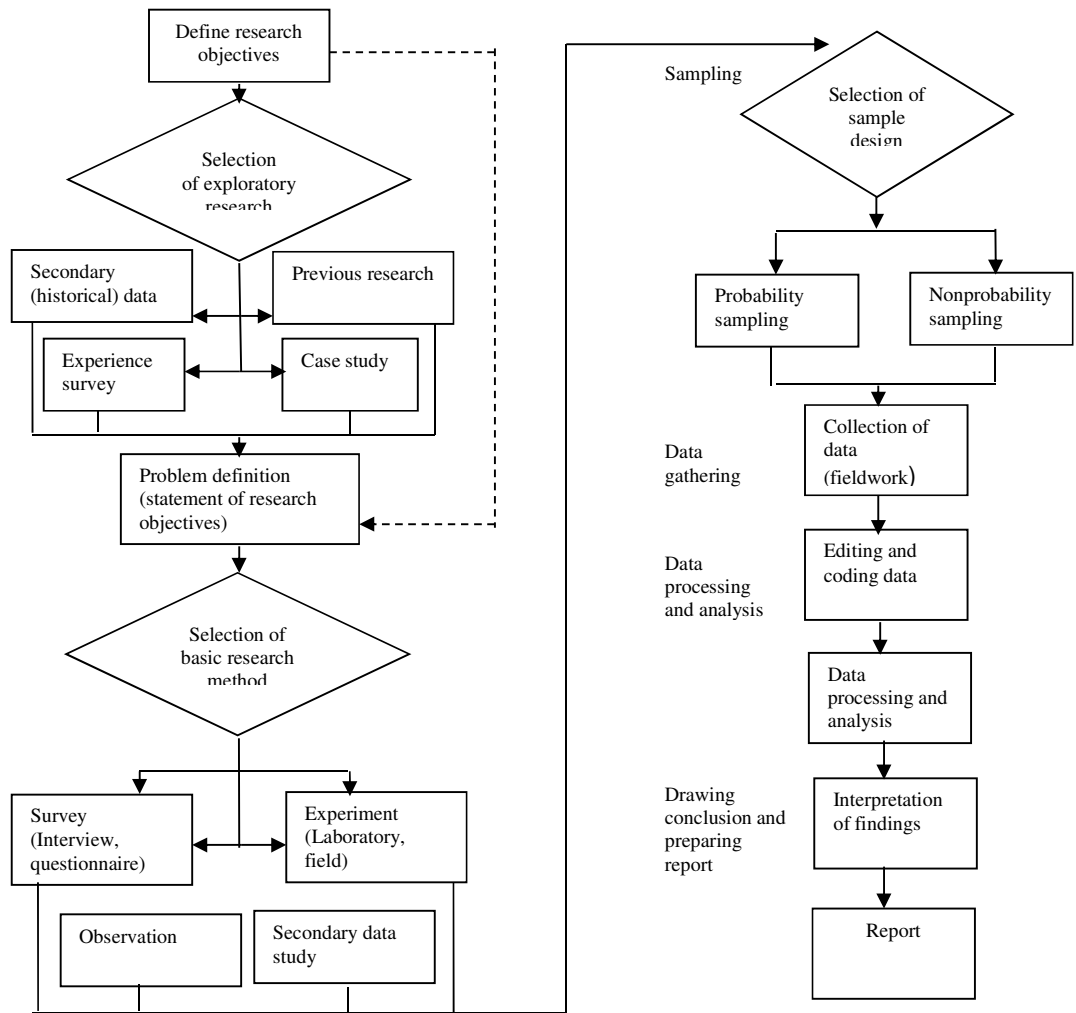 Define research
objectives
Selection
of exploratory
research
Secondary
(historical) data
Previous research
Experience
survey
Case study
Problem definition
(statement of research
objectives)
Selection of
basic research
method
Survey
(Interview,
questionnaire)
Experiment
(Laboratory,
field)
Observation
Secondary data
study
Sampling
Selection of
sample
design
Probability
sampling
Nonprobability
sampling
Data
gathering
Collection of
data
(fieldwork)
Data
processing
and analysis
Editing and
coding data
Data
processing and
analysis
Drawing
conclusion and
preparing
report
Interpretation
of findings
Report